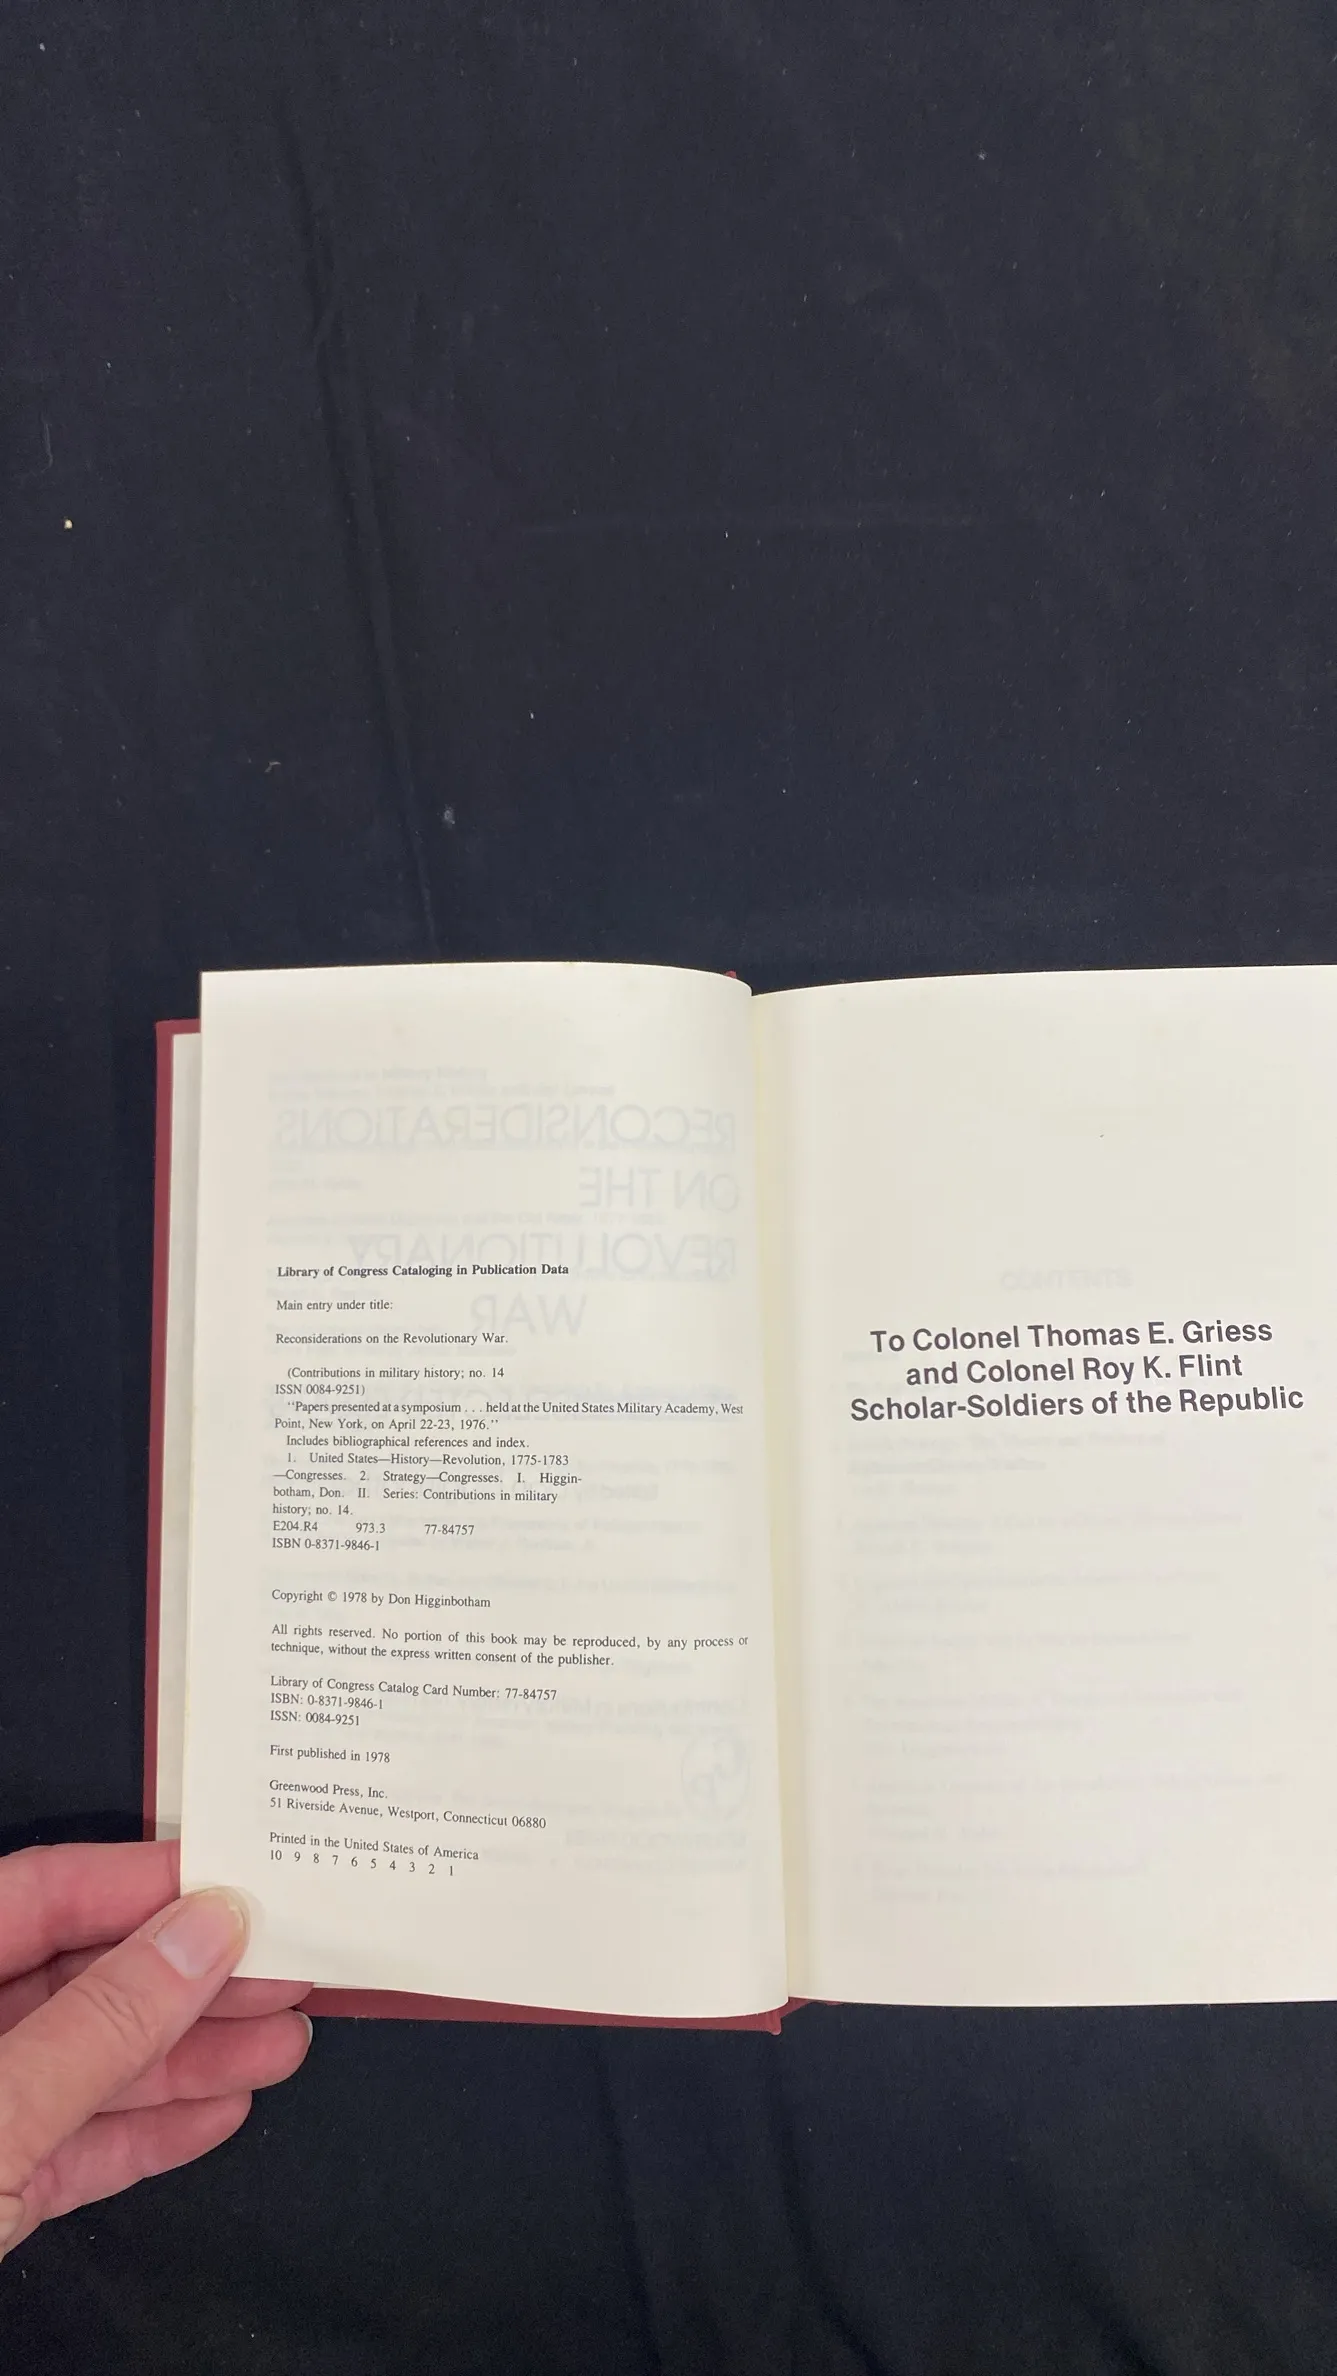 Library of Congress Cataloging in Publication Data
Main entry under title:
Reconsiderations on the Revolutionary War.
(Contributions in military history; no. 14
ISSN 0084-9251)
"Papers presented at a symposium . . . held at the United States Military Academy, West
Point, New York, on April 22-23, 1976."
Includes bibliographical references and index.
1. United States—History—Revolution, 1775-1783
—Congresses. 2. Strategy—Congresses. I. Higgin-
botham, Don. II. Series: Contributions in military
history; no. 14.
E204.R4 973.3 77-84757
ISBN 0-8371-9846-1
Copyright © 1978 by Don Higginbotham
All rights reserved. No portion of this book may be reproduced, by any process or
technique, without the express written consent of the publisher.
Library of Congress Catalog Card Number: 77-84757
ISBN: 0-8371-9846-1
ISSN: 0084-9251
First published in 1978
Greenwood Press, Inc.
51 Riverside Avenue, Westport, Connecticut 06880
Printed in the United States of America
10 9 8 7 6 5 4 3 2 1
To Colonel Thomas E. Griess
and Colonel Roy K. Flint
Scholar-Soldiers of the Republic
RECONSIDERATIONS
ON THE
REVOLUTIONARY
WAR
CONTENTS